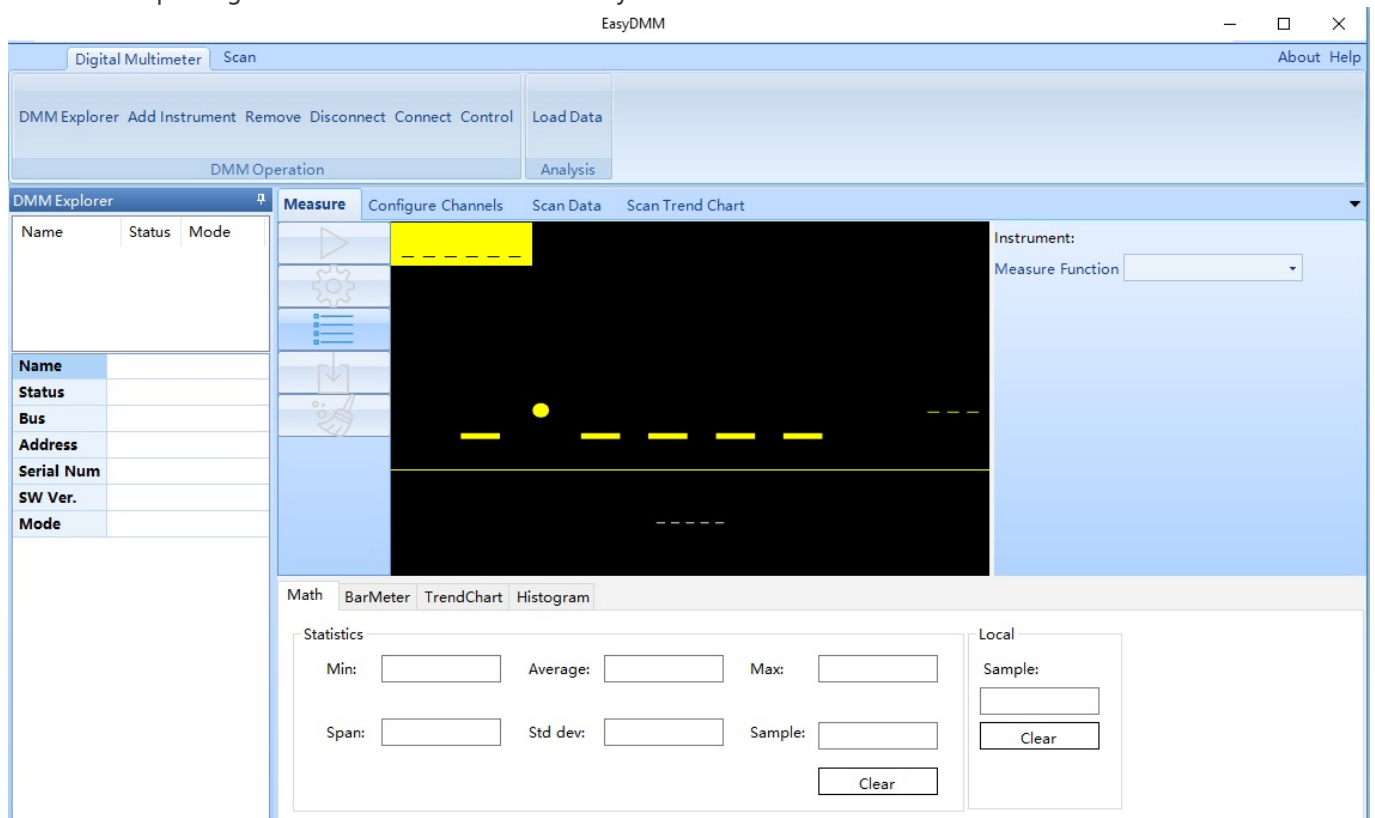 EasyDMM
Digital Multimeter Scan About Help
DMM Explorer Add Instrument Remove Disconnect Connect Control Load Data
DMM Operation Analysis
DMM Explorer
Measure Configure Channels Scan Data Scan Trend Chart
Name Status Mode
Instrument:
Measure Function
Name
Status
Bus
Address
Serial Num
SW Ver.
Mode
Math BarMeter TrendChart Histogram
Statistics
Min: Average: Max:
Span: Std dev: Sample:
Clear
Local
Sample:
Clear